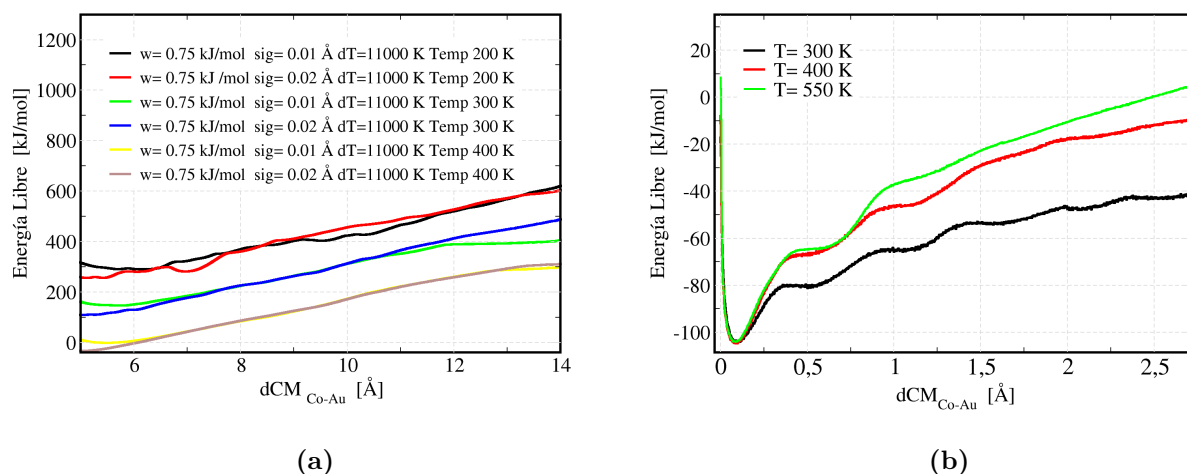 1200
1000
800
600
400
200
0
Energía Libre [kJ/mol]
w= 0.75 kJ/mol sig= 0.01 Å dT=11000 K Temp 200 K
w= 0.75 kJ /mol sig= 0.02 Å dT=11000 K Temp 200 K
w= 0.75 kJ/mol sig= 0.01 Å dT=11000 K Temp 300 K
w= 0.75 kJ/mol sig= 0.02 Å dT=11000 K Temp 300 K
w= 0.75 kJ/mol sig= 0.01 Å dT=11000 K Temp 400 K
w= 0.75 kJ/mol sig= 0.02 Å dT=11000 K Temp 400 K
6 8 10 12 14
dCM Co-Au [Å]
(a)
20
0
-20
-40
-60
-80
-100
Energía Libre [kJ/mol]
T= 300 K
T= 400 K
T= 550 K
0 0,5 1 1,5 2 2,5
dCM Co-Au [Å]
(b)